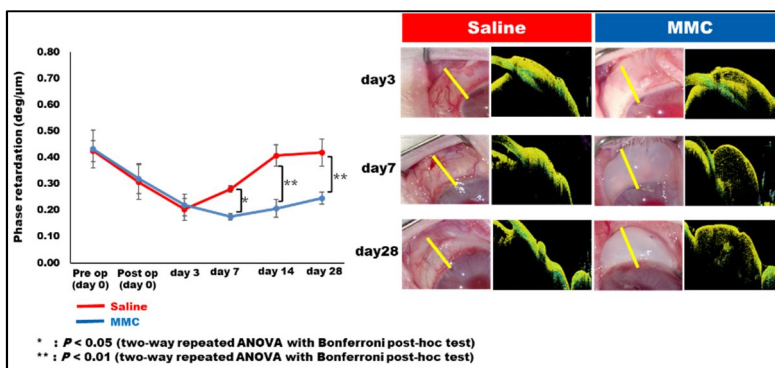 Saline
MMC
day3
day7
day28
Phase retardation (deg/μm)
0.80
0.70
0.60
0.50
0.40
0.30
0.20
0.10
0.00
*
**
**
Pre op
(day 0)
Post op
(day 0)
day 3
day 7
day 14
day 28
Saline
MMC
* : P < 0.05 (two-way repeated ANOVA with Bonferroni post-hoc test)
** : P < 0.01 (two-way repeated ANOVA with Bonferroni post-hoc test)